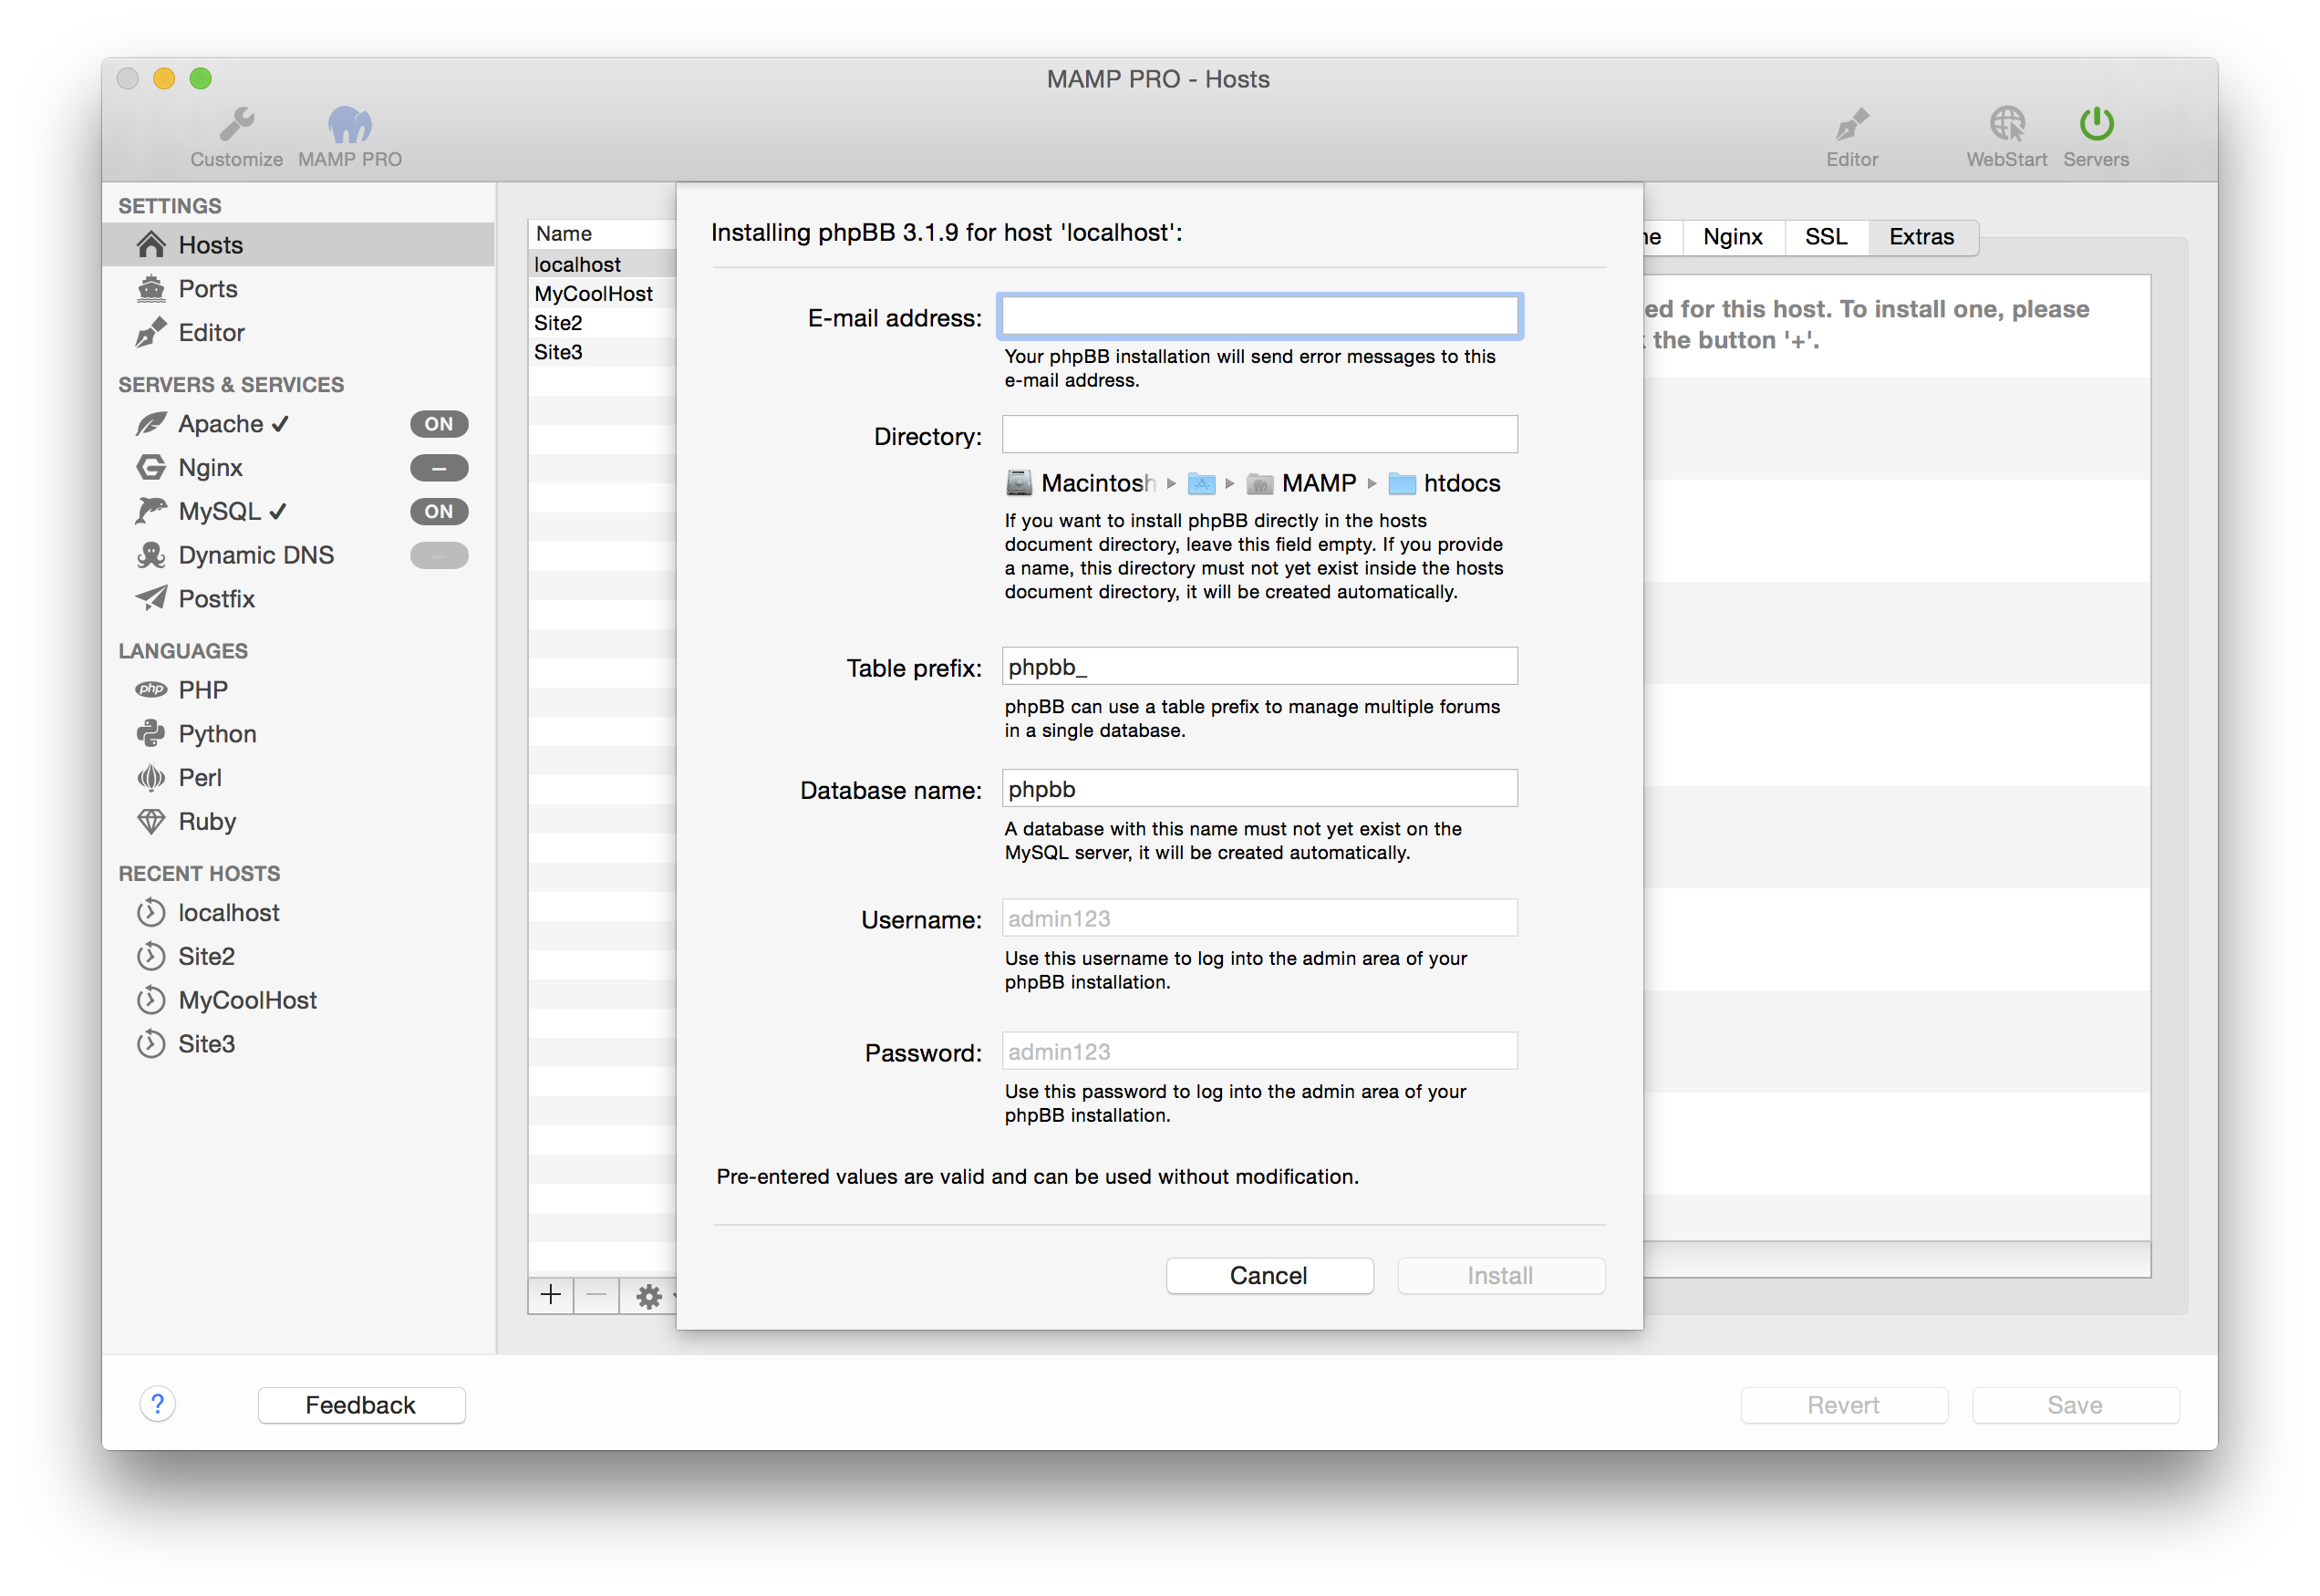 MAMP PRO - Hosts
Customize
MAMP PRO
Editor
WebStart
Servers
SETTINGS
Hosts
Ports
Editor
SERVERS & SERVICES
Apache ✓ ON
Nginx –
MySQL ✓ ON
Dynamic DNS –
Postfix
LANGUAGES
php PHP
Python
Perl
Ruby
RECENT HOSTS
localhost
Site2
MyCoolHost
Site3
Name
localhost
MyCoolHost
Site2
Site3
Installing phpBB 3.1.9 for host 'localhost':
E-mail address:
Your phpBB installation will send error messages to this
e-mail address.
Directory:
Macintosh ▸ ▸ MAMP ▸ htdocs
If you want to install phpBB directly in the hosts
document directory, leave this field empty. If you provide
a name, this directory must not yet exist inside the hosts
document directory, it will be created automatically.
Table prefix: phpbb_
phpBB can use a table prefix to manage multiple forums
in a single database.
Database name: phpbb
A database with this name must not yet exist on the
MySQL server, it will be created automatically.
Username: admin123
Use this username to log into the admin area of your
phpBB installation.
Password: admin123
Use this password to log into the admin area of your
phpBB installation.
Pre-entered values are valid and can be used without modification.
Cancel
Install
Nginx
SSL
Extras
ed for this host. To install one, please
the button '+'.
?
Feedback
Revert
Save